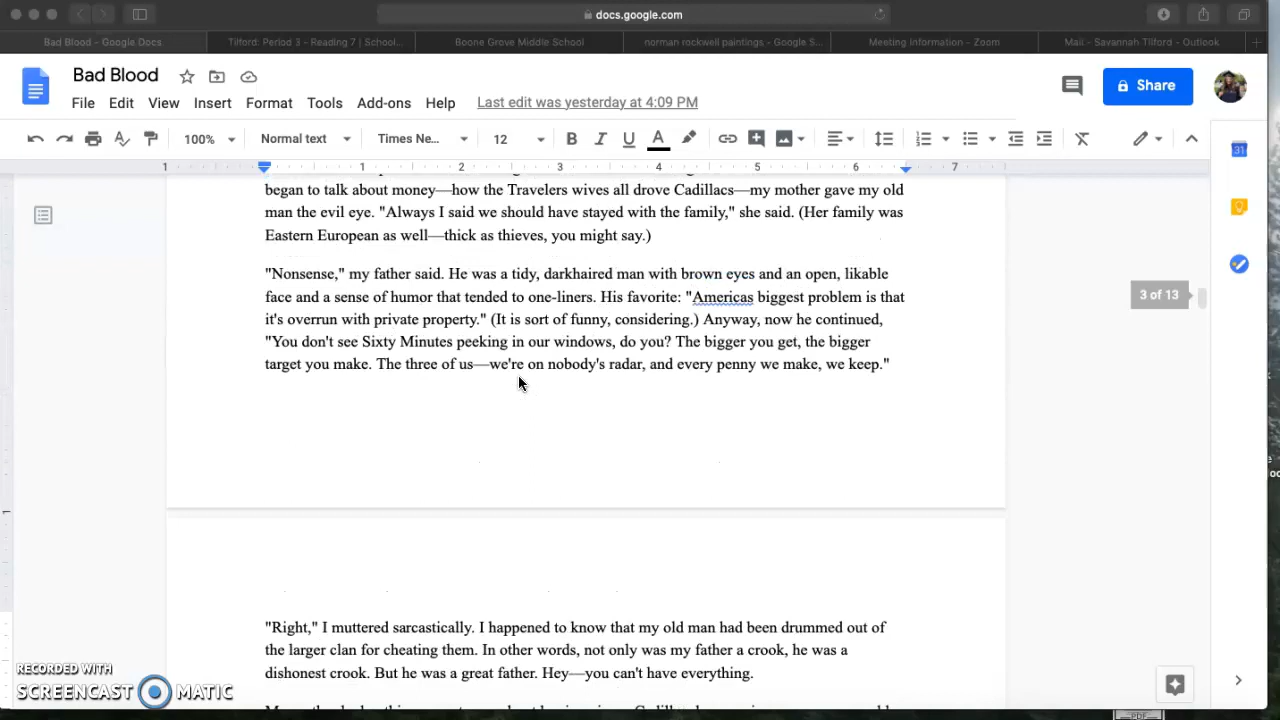 docs.google.com
Bad Blood - Google Docs
Tilford: Period 3 - Reading 7 | School...
Boone Grove Middle School
norman rockwell paintings - Google S...
Meeting Information - Zoom
Mail - Savannah Tilford - Outlook
Bad Blood
Share
File Edit View Insert Format Tools Add-ons Help Last edit was yesterday at 4:09 PM
100% Normal text Times Ne... 12
1 1 2 3 4 5 6 7
31
began to talk about money—how the Travelers wives all drove Cadillacs—my mother gave my old
man the evil eye. "Always I said we should have stayed with the family," she said. (Her family was
Eastern European as well—thick as thieves, you might say.)
"Nonsense," my father said. He was a tidy, darkhaired man with brown eyes and an open, likable
face and a sense of humor that tended to one-liners. His favorite: "Americas biggest problem is that
it's overrun with private property." (It is sort of funny, considering.) Anyway, now he continued,
"You don't see Sixty Minutes peeking in our windows, do you? The bigger you get, the bigger
target you make. The three of us—we're on nobody's radar, and every penny we make, we keep."
3 of 13
1
"Right," I muttered sarcastically. I happened to know that my old man had been drummed out of
the larger clan for cheating them. In other words, not only was my father a crook, he was a
dishonest crook. But he was a great father. Hey—you can't have everything.
RECORDED WITH
SCREENCAST MATIC
PDF